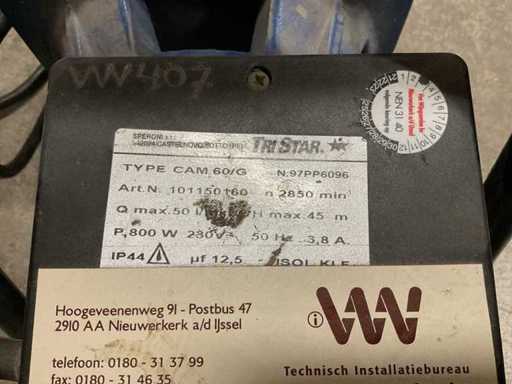 VW407
TRISTAR
TYPE CAM 60/G N.97PP6096
Art.N. 101150160 n 2850 min
Q max.50 H max 45 m
P 800 W 230V 50 Hz 3,8 A
IP44 µf 12,5 ISOL.KL.F
NEN 3140
Hoogeveenenweg 91 - Postbus 47
2910 AA Nieuwerkerk a/d IJssel
telefoon: 0180 - 31 37 99
fax: 0180 - 31 46 35
Technisch Installatiebureau